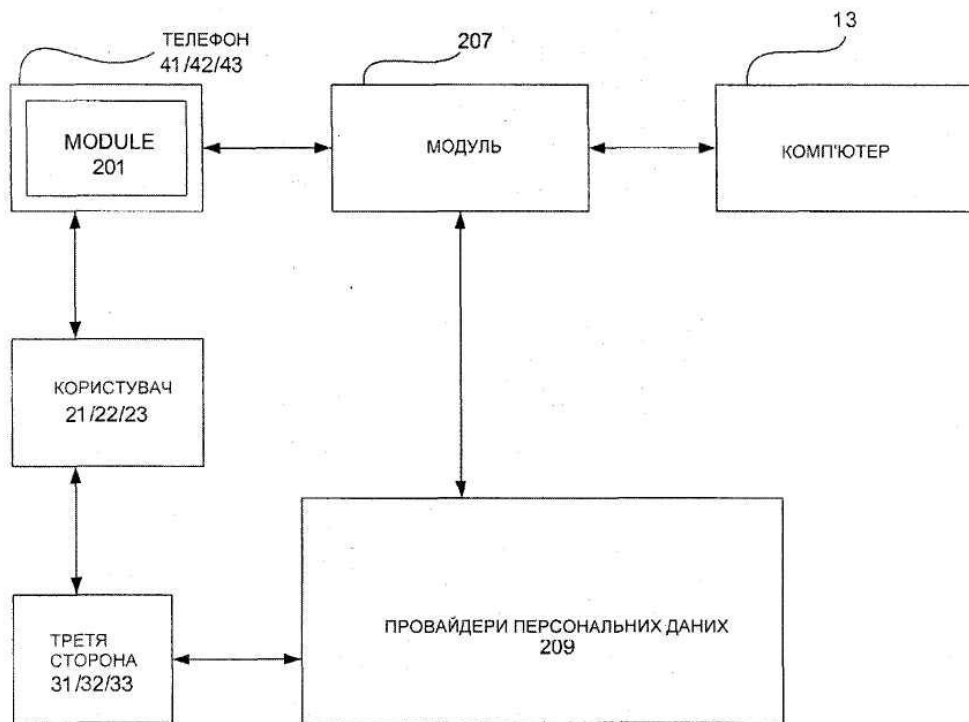 ТЕЛЕФОН
41/42/43
207
13
MODULE
201
МОДУЛЬ
КОМП'ЮТЕР
КОРИСТУВАЧ
21/22/23
ТРЕТЯ
СТОРОНА
31/32/33
ПРОВАЙДЕРИ ПЕРСОНАЛЬНИХ ДАНИХ
209